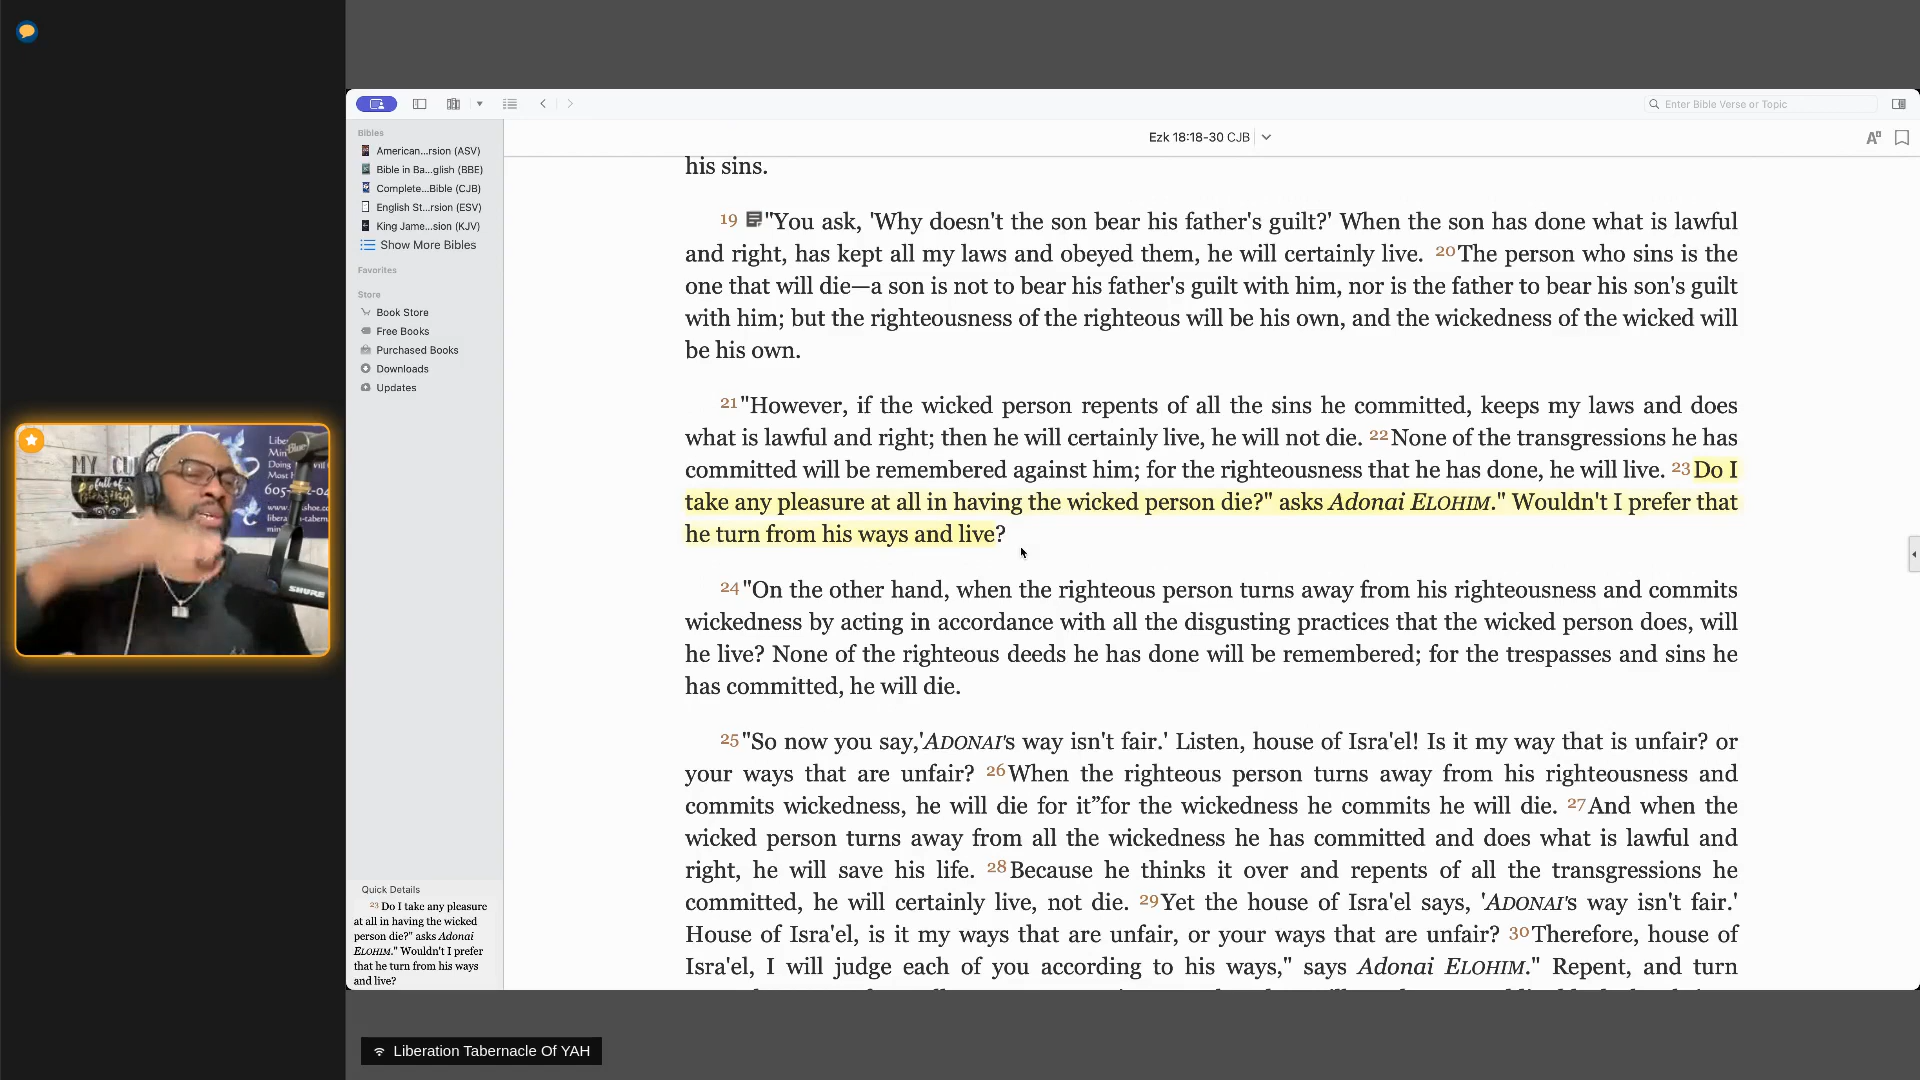 Enter Bible Verse or Topic
Ezk 18:18-30 CJB
Bibles
American...rsion (ASV)
Bible in Ba...glish (BBE)
Complete...Bible (CJB)
English St...rsion (ESV)
King Jame...sion (KJV)
Show More Bibles
Favorites
Store
Book Store
Free Books
Purchased Books
Downloads
Updates
his sins.
19 "You ask, 'Why doesn't the son bear his father's guilt?' When the son has done what is lawful
and right, has kept all my laws and obeyed them, he will certainly live. 20 The person who sins is the
one that will die—a son is not to bear his father's guilt with him, nor is the father to bear his son's guilt
with him; but the righteousness of the righteous will be his own, and the wickedness of the wicked will
be his own.
21 "However, if the wicked person repents of all the sins he committed, keeps my laws and does
what is lawful and right; then he will certainly live, he will not die. 22 None of the transgressions he has
committed will be remembered against him; for the righteousness that he has done, he will live. 23 Do I
take any pleasure at all in having the wicked person die?" asks Adonai ELOHIM." Wouldn't I prefer that
he turn from his ways and live?
24 "On the other hand, when the righteous person turns away from his righteousness and commits
wickedness by acting in accordance with all the disgusting practices that the wicked person does, will
he live? None of the righteous deeds he has done will be remembered; for the trespasses and sins he
has committed, he will die.
25 "So now you say,'ADONAI's way isn't fair.' Listen, house of Isra'el! Is it my way that is unfair? or
your ways that are unfair? 26 When the righteous person turns away from his righteousness and
commits wickedness, he will die for it”for the wickedness he commits he will die. 27 And when the
wicked person turns away from all the wickedness he has committed and does what is lawful and
right, he will save his life. 28 Because he thinks it over and repents of all the transgressions he
committed, he will certainly live, not die. 29 Yet the house of Isra'el says, 'ADONAI's way isn't fair.'
House of Isra'el, is it my ways that are unfair, or your ways that are unfair? 30 Therefore, house of
Isra'el, I will judge each of you according to his ways," says Adonai ELOHIM." Repent, and turn
Quick Details
23 Do I take any pleasure
at all in having the wicked
person die?" asks Adonai
ELOHIM." Wouldn't I prefer
that he turn from his ways
and live?
MY CU
full of
Blessing
Libe
Min
Doing
Most H
SHURE
Liberation Tabernacle Of YAH